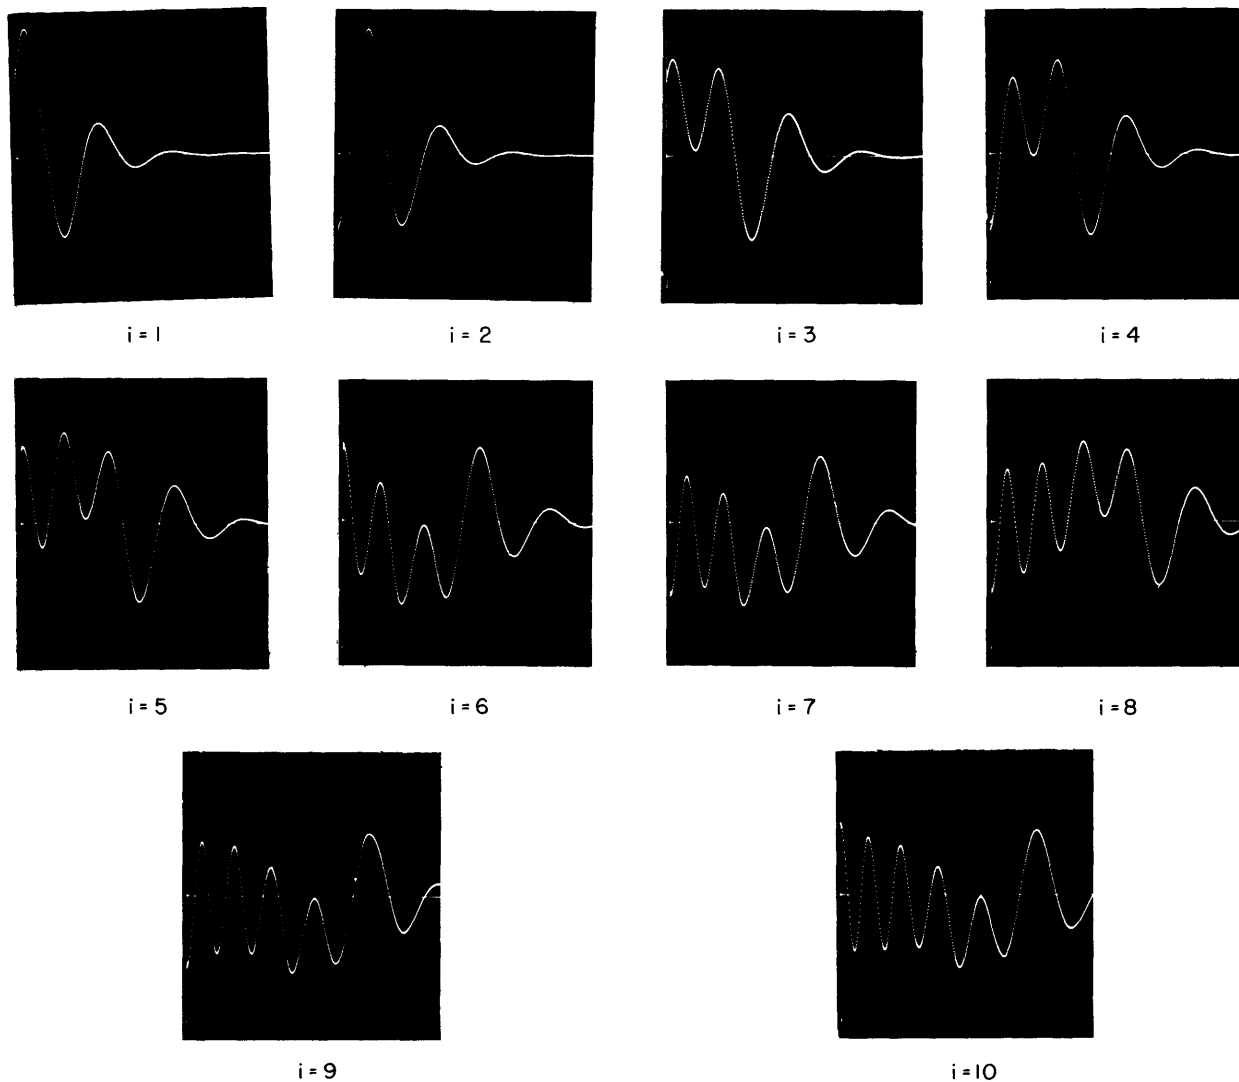 i = 1
i = 2
i = 3
i = 4
i = 5
i = 6
i = 7
i = 8
i = 9
i = 10